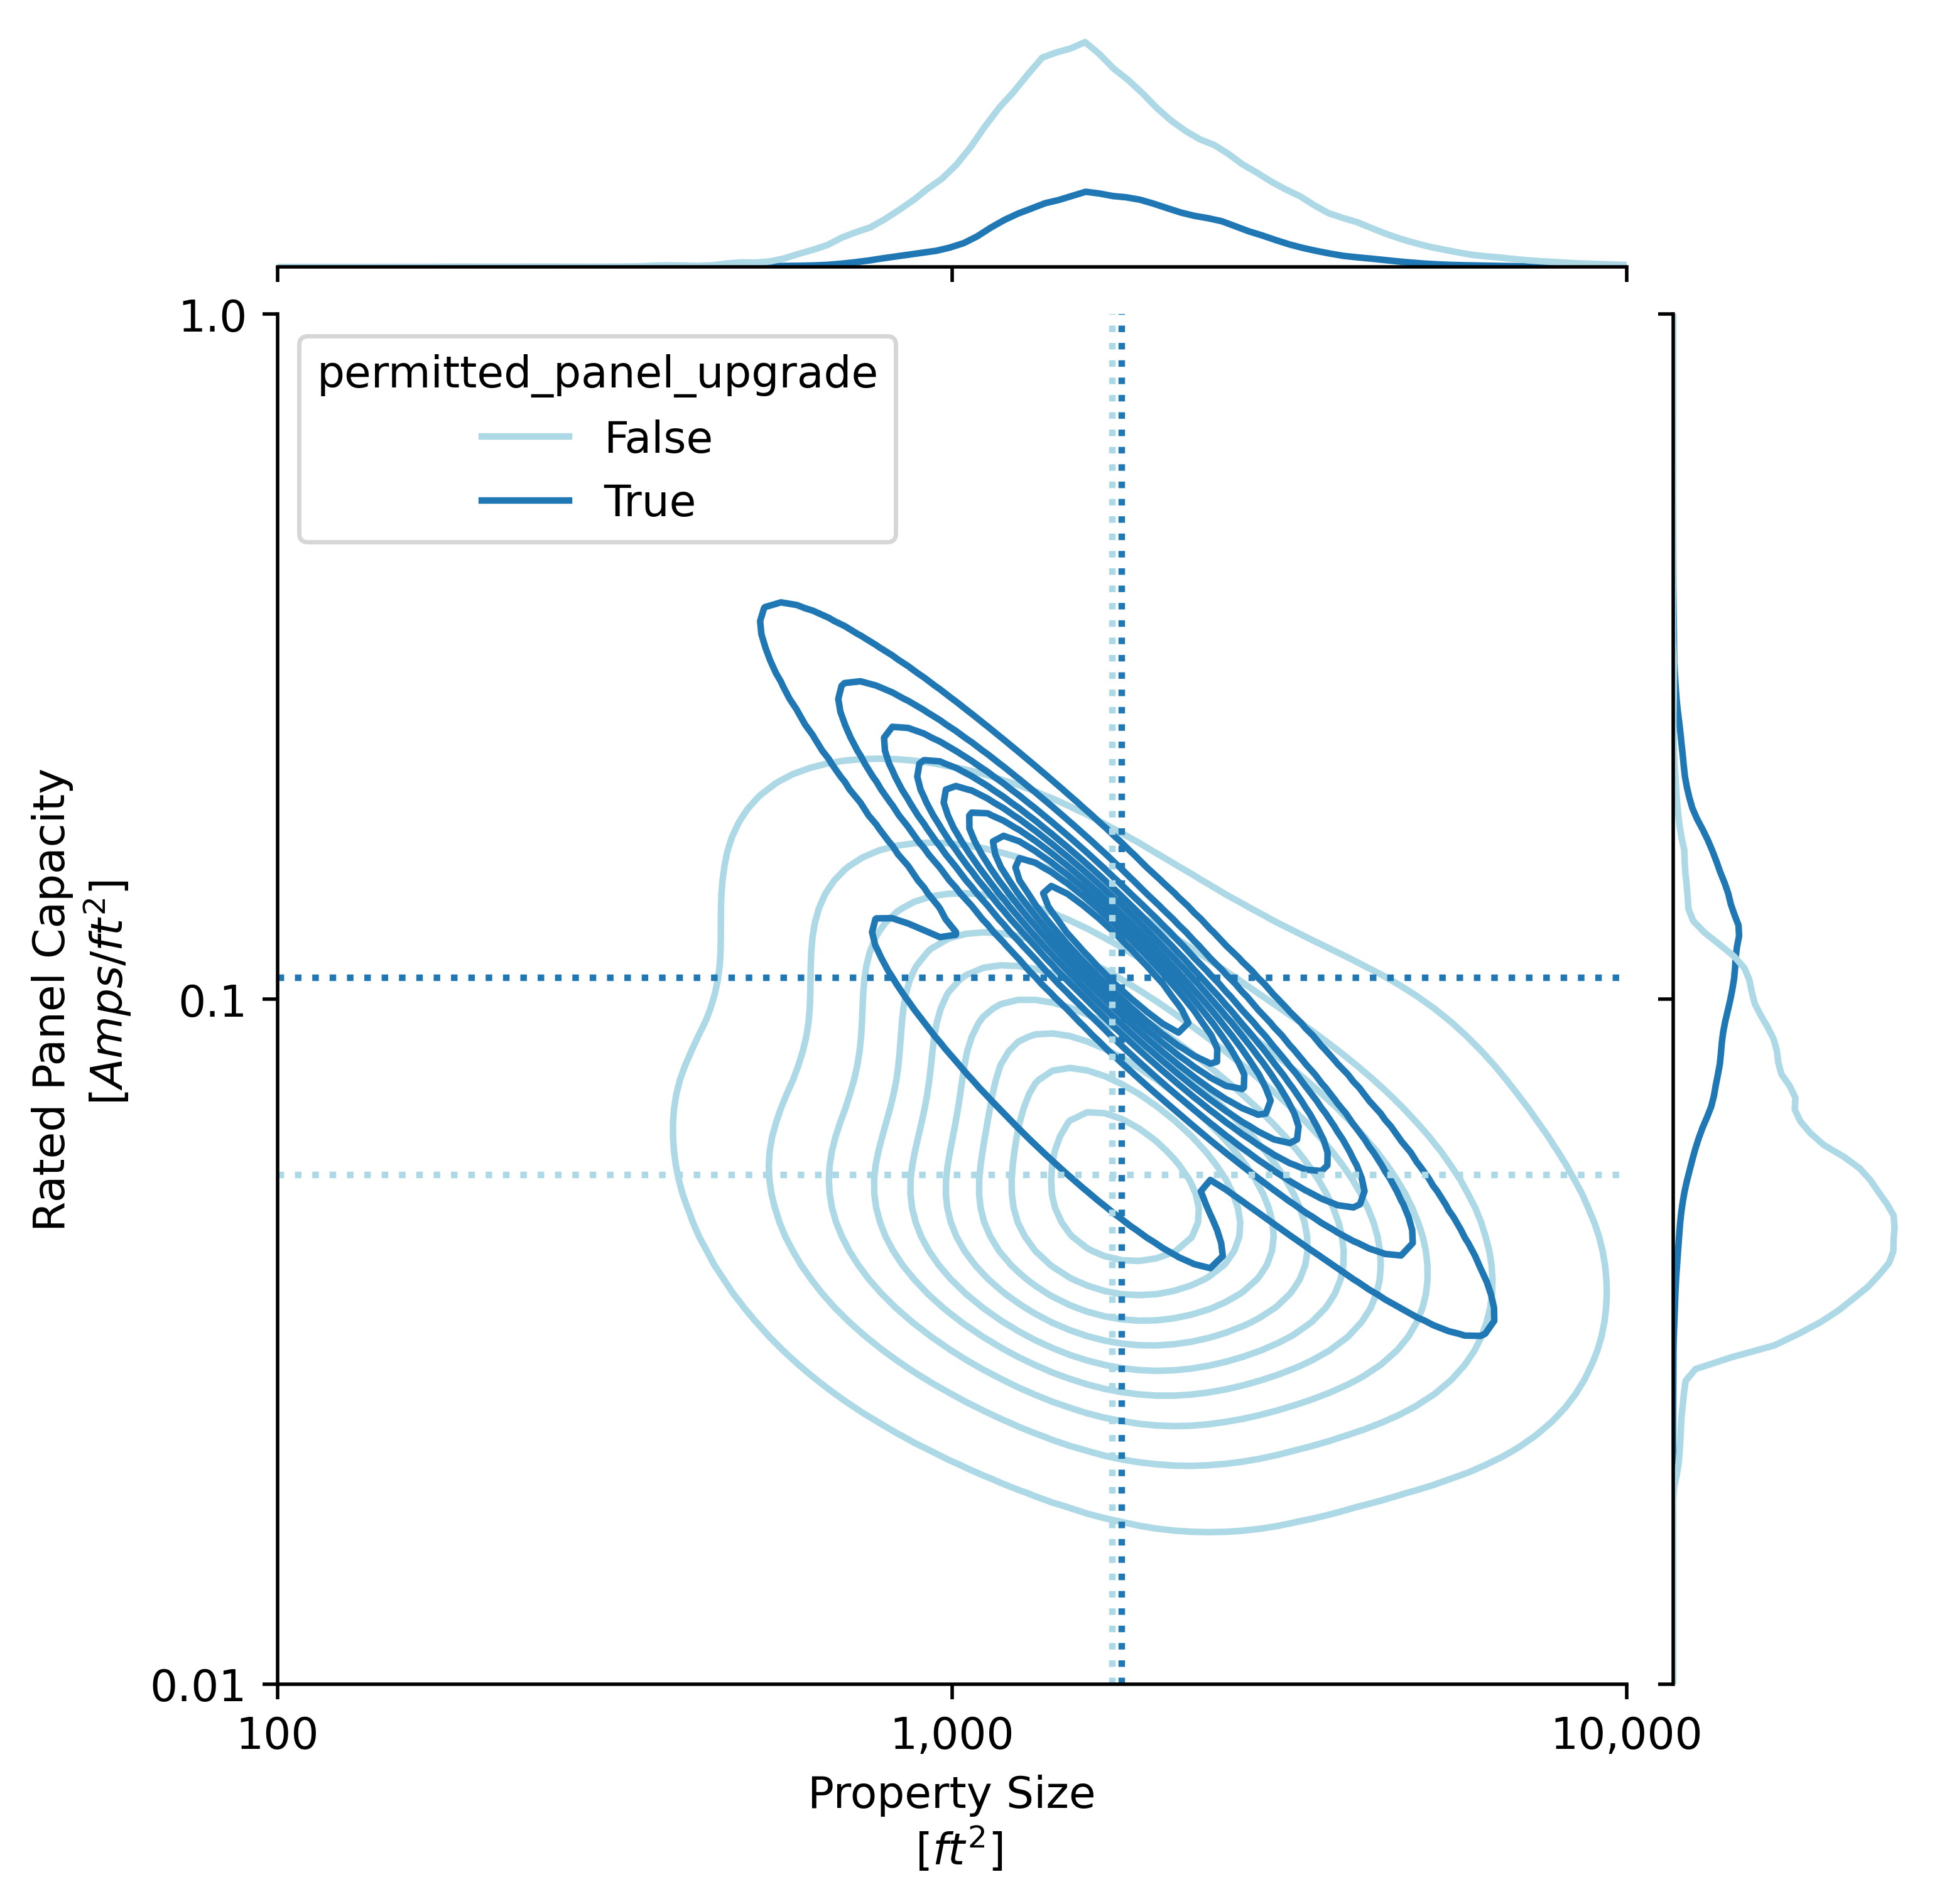 1.0
permitted_panel_upgrade
False
True
Rated Panel Capacity
[Amps/ft²]
0.1
0.01
100
1,000
10,000
Property Size
[ft²]